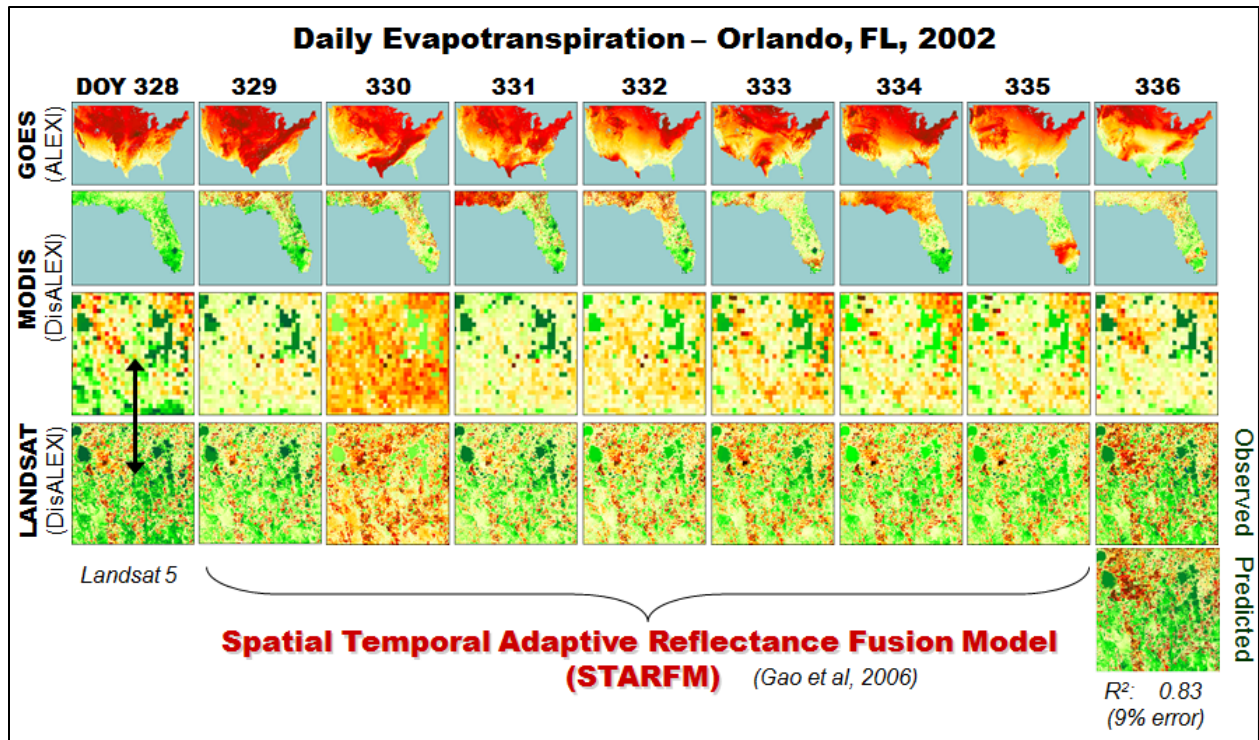 Daily Evapotranspiration – Orlando, FL, 2002
DOY 328 329 330 331 332 333 334 335 336
GOES
(ALEXI)
MODIS
(DisALEXI)
LANDSAT
(DisALEXI)
Observed
Predicted
Landsat 5
Spatial Temporal Adaptive Reflectance Fusion Model
(STARFM) (Gao et al, 2006)
R²: 0.83
(9% error)